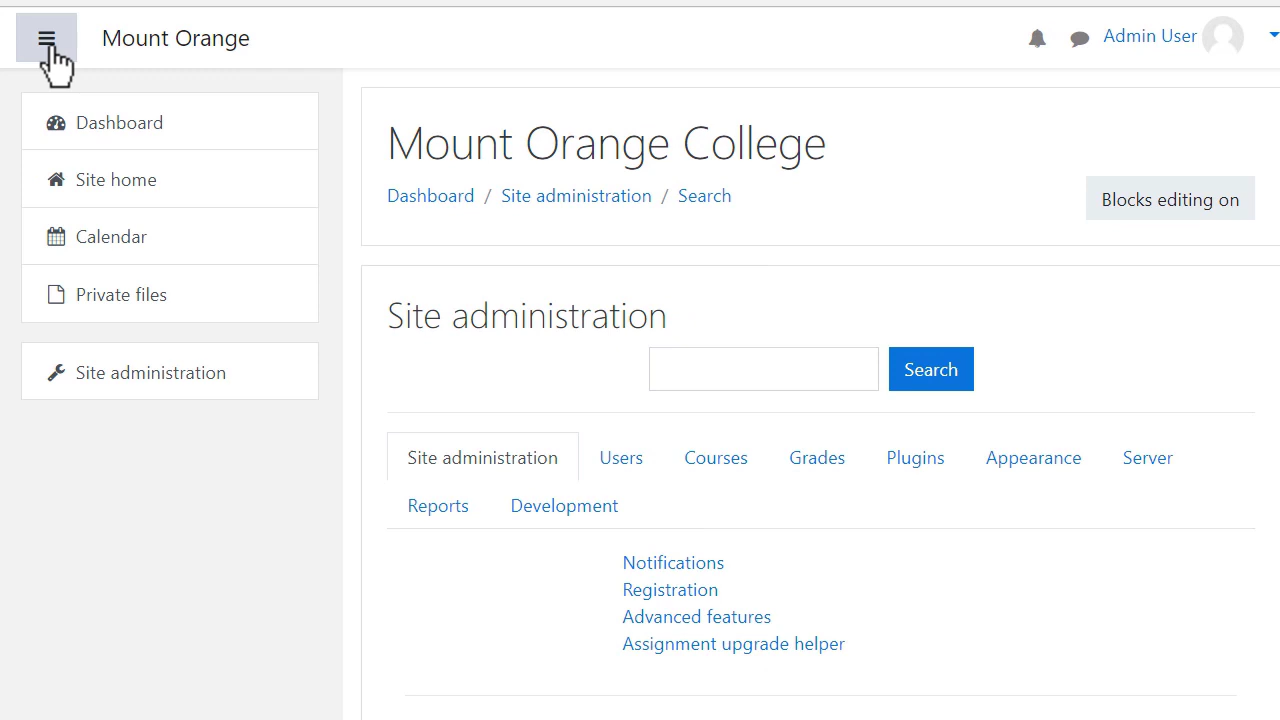 Mount Orange
Admin User
Dashboard
Site home
Calendar
Private files
Site administration
Mount Orange College
Dashboard / Site administration / Search
Blocks editing on
Site administration
Search
Site administration Users Courses Grades Plugins Appearance Server
Reports Development
Notifications
Registration
Advanced features
Assignment upgrade helper